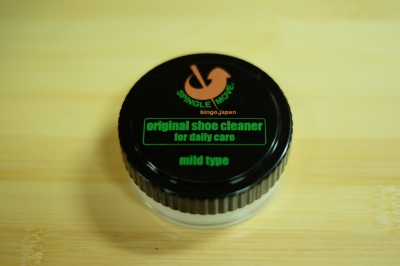 SPINGLE MOVE
bingo,japan
original shoe cleaner
for daily care
mild type